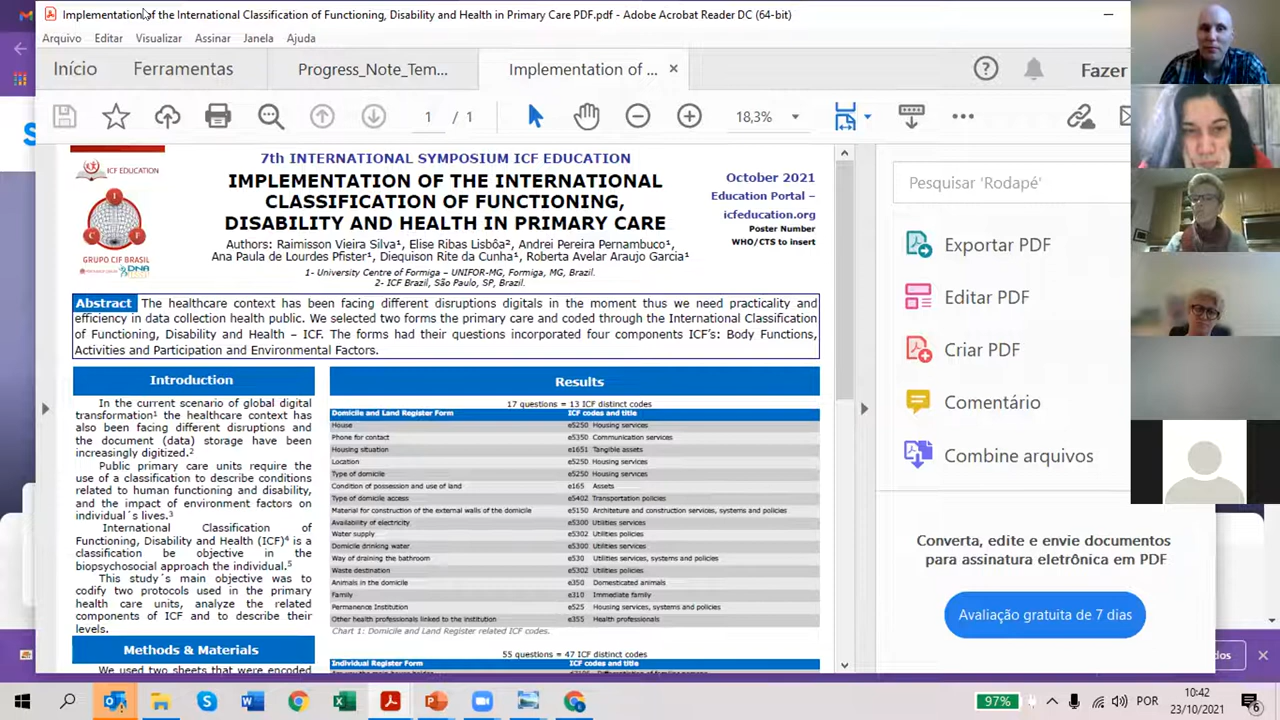 Implementation of the International Classification of Functioning, Disability and Health in Primary Care PDF.pdf - Adobe Acrobat Reader DC (64-bit)
Arquivo Editar Visualizar Assinar Janela Ajuda
Início Ferramentas Progress_Note_Tem... Implementation of ... Fazer
1 / 1 18,3%
7th INTERNATIONAL SYMPOSIUM ICF EDUCATION
ICF EDUCATION
I
C F
GRUPO CIF BRASIL
DNA
IMPLEMENTATION OF THE INTERNATIONAL
CLASSIFICATION OF FUNCTIONING,
DISABILITY AND HEALTH IN PRIMARY CARE
October 2021
Education Portal –
icfeducation.org
Poster Number
WHO/CTS to insert
Authors: Raimisson Vieira Silva¹, Elise Ribas Lisbôa², Andrei Pereira Pernambuco¹,
Ana Paula de Lourdes Pfister¹, Diequison Rite da Cunha¹, Roberta Avelar Araujo Garcia¹
1- University Centre of Formiga – UNIFOR-MG, Formiga, MG, Brazil.
2- ICF Brazil, São Paulo, SP, Brazil.
Abstract The healthcare context has been facing different disruptions digitals in the moment thus we need practicality and
efficiency in data collection health public. We selected two forms the primary care and coded through the International Classification
of Functioning, Disability and Health – ICF. The forms had their questions incorporated four components ICF's: Body Functions,
Activities and Participation and Environmental Factors.
Introduction
In the current scenario of global digital
transformation¹ the healthcare context has
also been facing different disruptions and
the document (data) storage have been
increasingly digitized.²
Public primary care units require the
use of a classification to describe conditions
related to human functioning and disability,
and the impact of environment factors on
individual´s lives.³
International Classification of
Functioning, Disability and Health (ICF)⁴ is a
classification be objective in the
biopsychosocial approach the individual.⁵
This study´s main objective was to
codify two protocols used in the primary
health care units, analyze the related
components of ICF and to describe their
levels.
Methods & Materials
We used two sheets that were encoded
Results
17 questions = 13 ICF distinct codes
Domicile and Land Register Form ICF codes and title
House e5250 Housing services
Phone for contact e5350 Communication services
Housing situation e1651 Tangible assets
Location e5250 Housing services
Type of domicile e5250 Housing services
Condition of possession and use of land e165 Assets
Type of domicile access e5402 Transportation policies
Material for construction of the external walls of the domicile e5150 Architeture and construction services, systems and policies
Availability of electricity e5300 Utilities services
Water supply e5302 Utilities policies
Domicile drinking water e5300 Utilities services
Way of draining the bathroom e530 Utilities services, systems and policies
Waste destination e5302 Utilities policies
Animals in the domicile e350 Domesticated animals
Family e310 Immediate family
Permanence Institution e525 Housing services, systems and policies
Other health professionals linked to the institution e355 Health professionals
Chart 1: Domicile and Land Register related ICF codes.
55 questions = 47 ICF distinct codes
Individual Register Form ICF codes and title
Pesquisar 'Rodapé'
Exportar PDF
Editar PDF
Criar PDF
Comentário
Combine arquivos
Converta, edite e envie documentos
para assinatura eletrônica em PDF
Avaliação gratuita de 7 dias
97% POR 10:42
23/10/2021 6